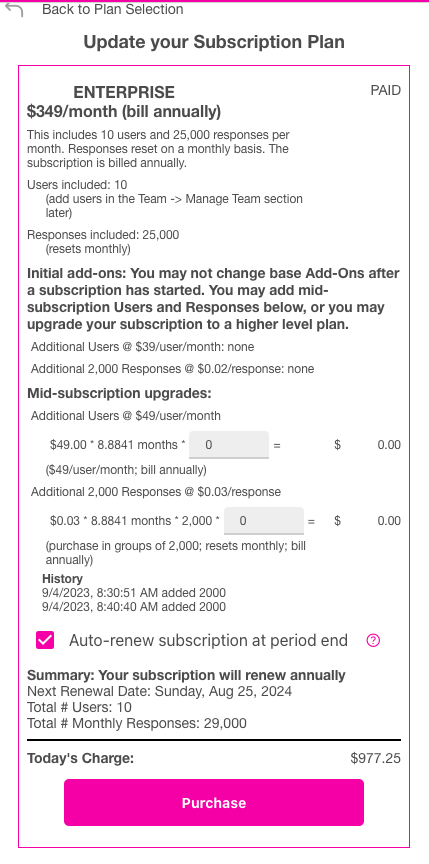 Back to Plan Selection
Update your Subscription Plan
ENTERPRISE PAID
$349/month (bill annually)
This includes 10 users and 25,000 responses per
month. Responses reset on a monthly basis. The
subscription is billed annually.
Users included: 10
(add users in the Team -> Manage Team section
later)
Responses included: 25,000
(resets monthly)
Initial add-ons: You may not change base Add-Ons after
a subscription has started. You may add mid-
subscription Users and Responses below, or you may
upgrade your subscription to a higher level plan.
Additional Users @ $39/user/month: none
Additional 2,000 Responses @ $0.02/response: none
Mid-subscription upgrades:
Additional Users @ $49/user/month
$49.00 * 8.8841 months * 0 = $ 0.00
($49/user/month; bill annually)
Additional 2,000 Responses @ $0.03/response
$0.03 * 8.8841 months * 2,000 * 0 = $ 0.00
(purchase in groups of 2,000; resets monthly; bill
annually)
History
9/4/2023, 8:30:51 AM added 2000
9/4/2023, 8:40:40 AM added 2000
Auto-renew subscription at period end ?
Summary: Your subscription will renew annually
Next Renewal Date: Sunday, Aug 25, 2024
Total # Users: 10
Total # Monthly Responses: 29,000
Today's Charge: $977.25
Purchase